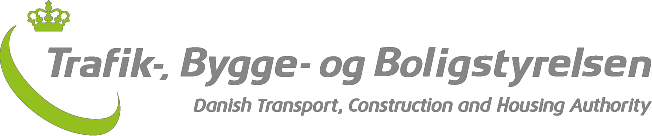 Trafik-, Bygge- og Boligstyrelsen
Danish Transport, Construction and Housing Authority